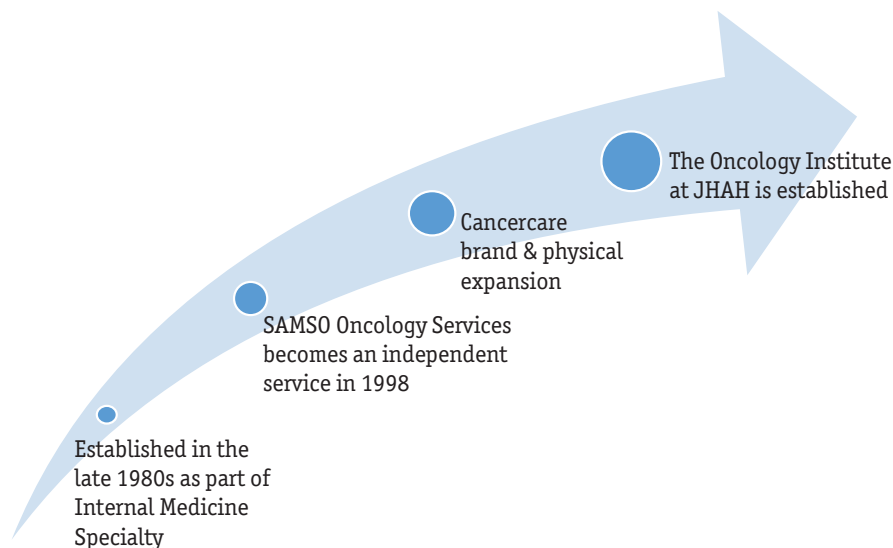 The Oncology Institute
at JHAH is established
Cancercare
brand & physical
expansion
SAMSO Oncology Services
becomes an independent
service in 1998
Established in the
late 1980s as part of
Internal Medicine
Specialty